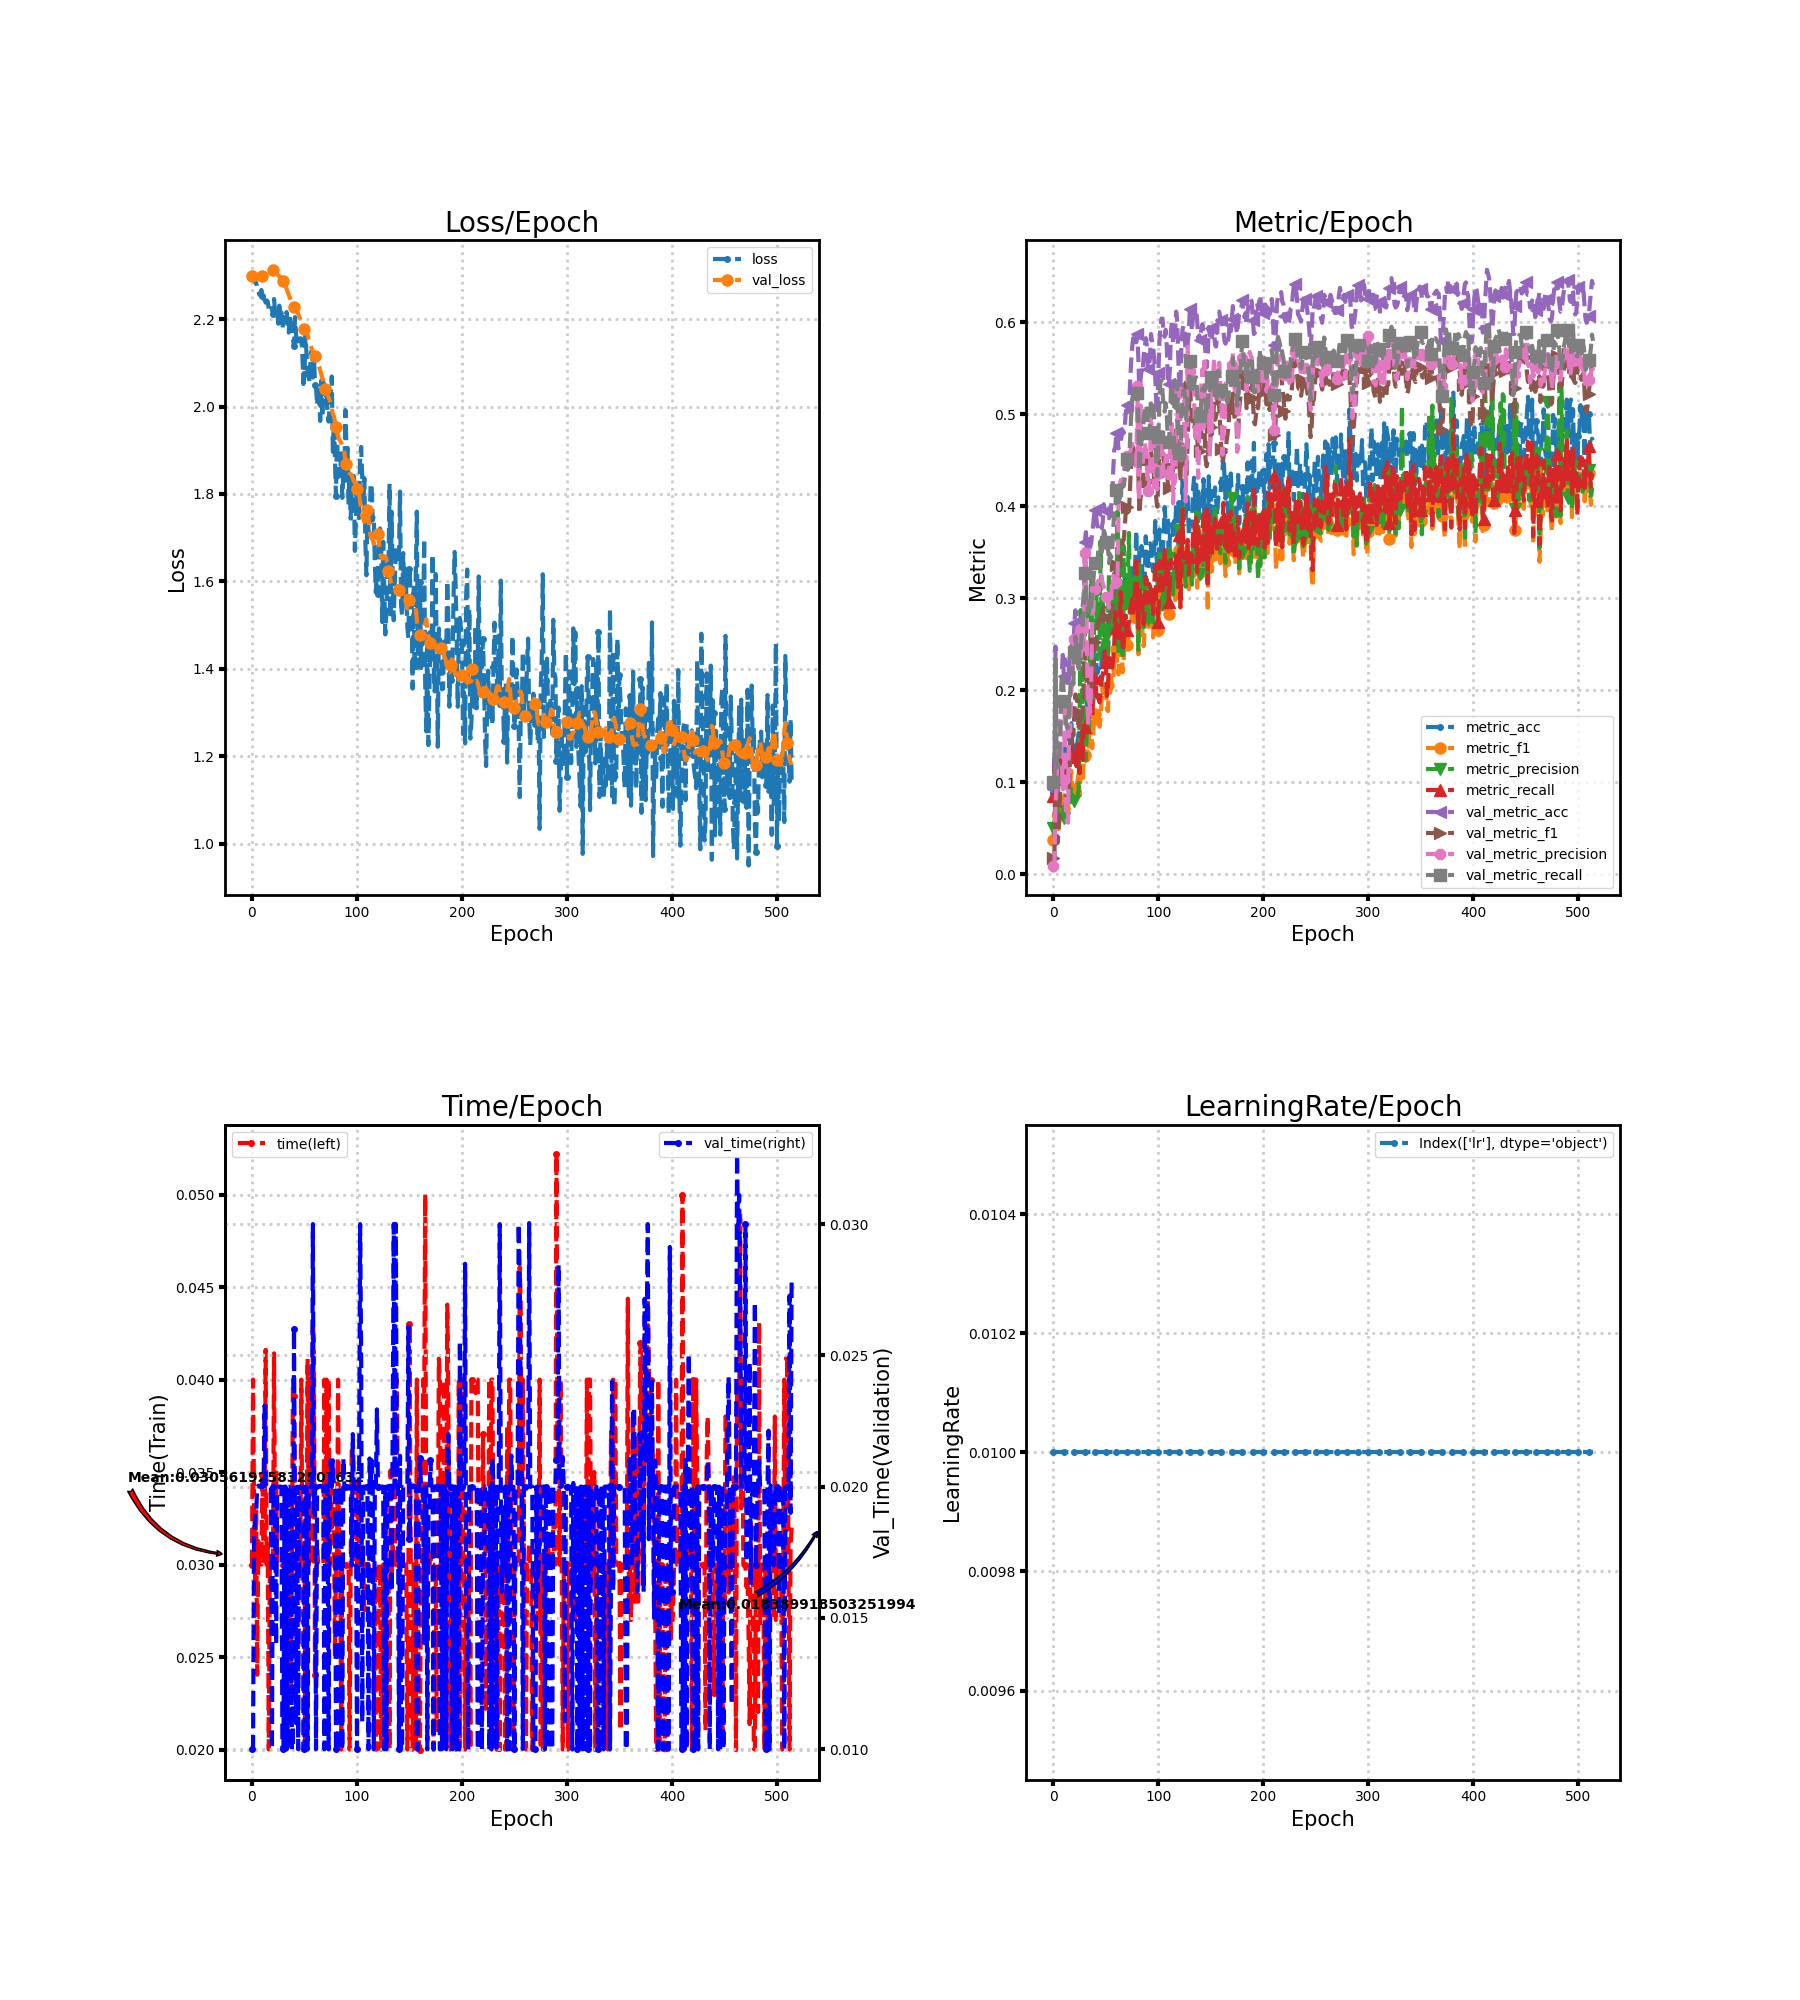 Loss/Epoch
loss
val_loss
2.2
2.0
1.8
1.6
1.4
1.2
1.0
Loss
0
100
200
300
400
500
Epoch
Metric/Epoch
0.6
0.5
0.4
0.3
0.2
0.1
0.0
Metric
metric_acc
metric_f1
metric_precision
metric_recall
val_metric_acc
val_metric_f1
val_metric_precision
val_metric_recall
0
100
200
300
400
500
Epoch
Time/Epoch
time(left)
val_time(right)
0.050
0.045
0.040
0.035
0.030
0.025
0.020
Time(Train)
0.030
0.025
0.020
0.015
0.010
Val_Time(Validation)
Mean:0.018389918503251994
0
100
200
300
400
500
Epoch
LearningRate/Epoch
Index(['lr'], dtype='object')
0.0104
0.0102
0.0100
0.0098
0.0096
LearningRate
0
100
200
300
400
500
Epoch